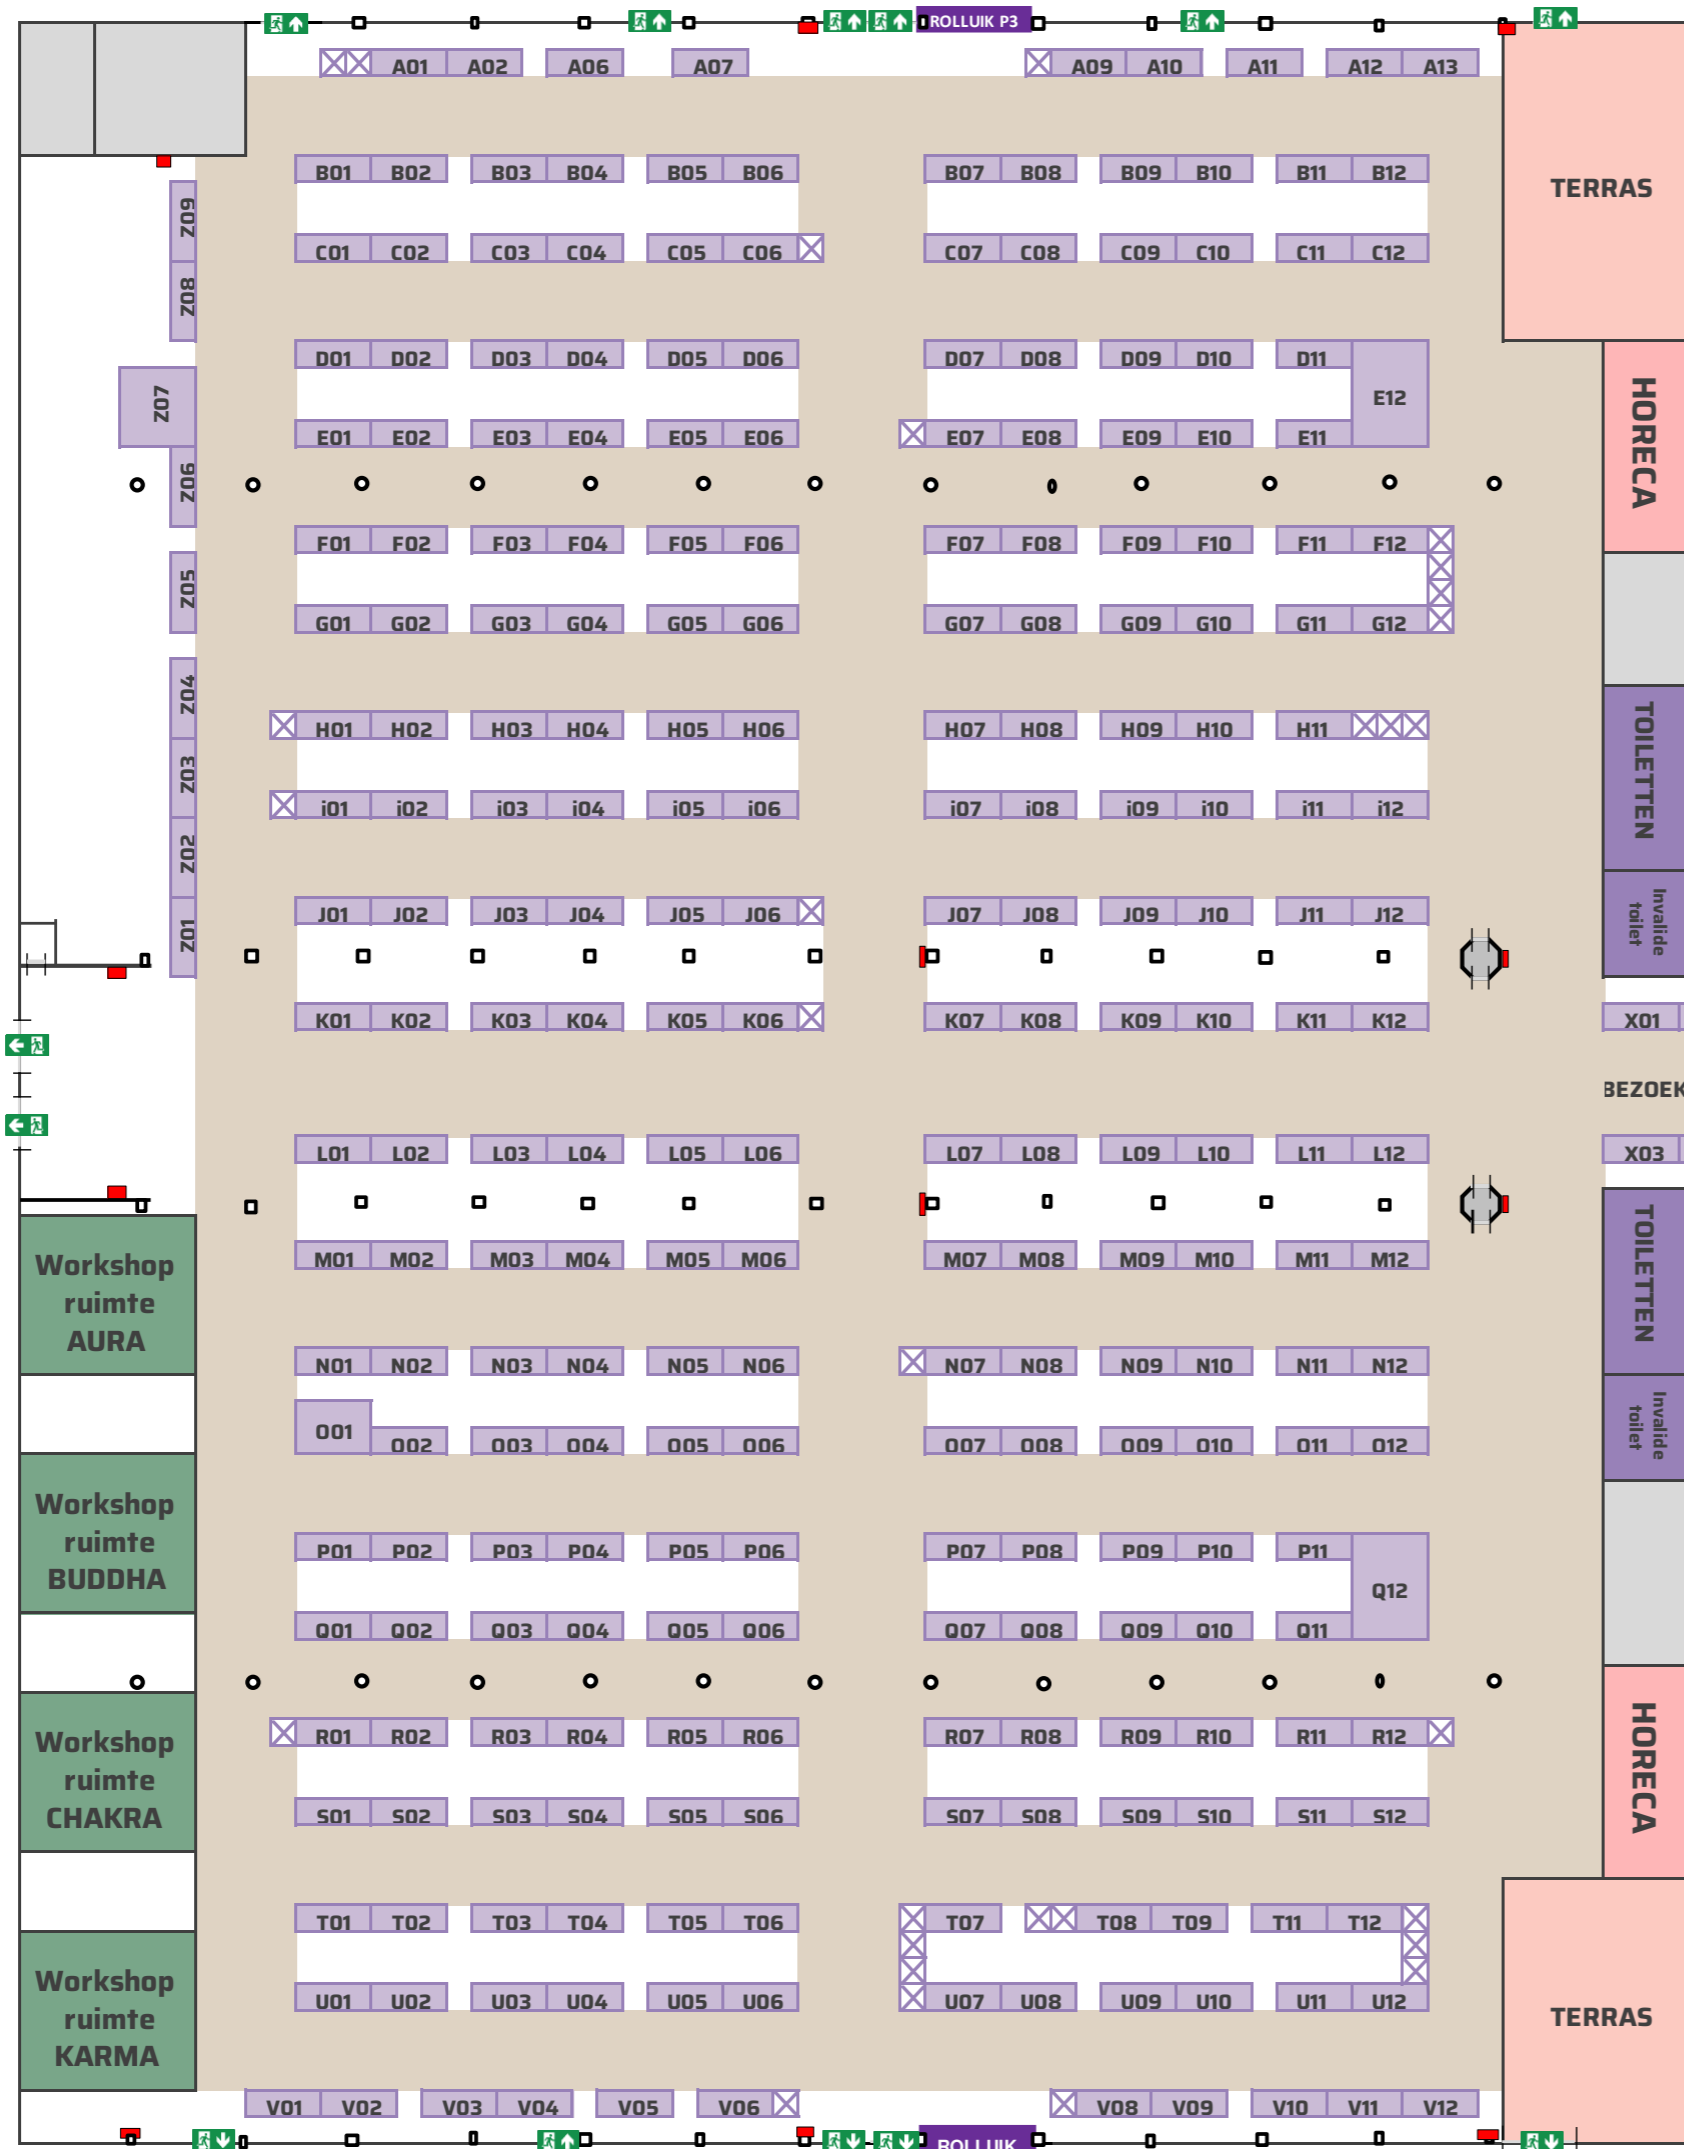 ROLLUIK P3
A01 A02 A06 A07 A09 A10 A11 A12 A13
B01 B02 B03 B04 B05 B06 B07 B08 B09 B10 B11 B12
TERRAS
Z09
C01 C02 C03 C04 C05 C06 C07 C08 C09 C10 C11 C12
Z08
D01 D02 D03 D04 D05 D06 D07 D08 D09 D10 D11
Z07
E12
HORECA
E01 E02 E03 E04 E05 E06 E07 E08 E09 E10 E11
Z06
F01 F02 F03 F04 F05 F06 F07 F08 F09 F10 F11 F12
Z05
G01 G02 G03 G04 G05 G06 G07 G08 G09 G10 G11 G12
Z04
H01 H02 H03 H04 H05 H06 H07 H08 H09 H10 H11
TOILETTEN
Z03
i01 i02 i03 i04 i05 i06 i07 i08 i09 i10 i11 i12
Z02
J01 J02 J03 J04 J05 J06 J07 J08 J09 J10 J11 J12
Invalide
toilet
Z01
K01 K02 K03 K04 K05 K06 K07 K08 K09 K10 K11 K12 X01
BEZOEK
L01 L02 L03 L04 L05 L06 L07 L08 L09 L10 L11 L12 X03
M01 M02 M03 M04 M05 M06 M07 M08 M09 M10 M11 M12
Workshop
ruimte
AURA
TOILETTEN
N01 N02 N03 N04 N05 N06 N07 N08 N09 N10 N11 N12
O01
O02 O03 O04 O05 O06 O07 O08 O09 O10 O11 O12
Invalide
toilet
Workshop
ruimte
BUDDHA
P01 P02 P03 P04 P05 P06 P07 P08 P09 P10 P11
Q12
Q01 Q02 Q03 Q04 Q05 Q06 Q07 Q08 Q09 Q10 Q11
R01 R02 R03 R04 R05 R06 R07 R08 R09 R10 R11 R12
Workshop
ruimte
CHAKRA
HORECA
S01 S02 S03 S04 S05 S06 S07 S08 S09 S10 S11 S12
T01 T02 T03 T04 T05 T06 T07 T08 T09 T11 T12
Workshop
ruimte
KARMA
U01 U02 U03 U04 U05 U06 U07 U08 U09 U10 U11 U12
TERRAS
V01 V02 V03 V04 V05 V06 V08 V09 V10 V11 V12
ROLLUIK